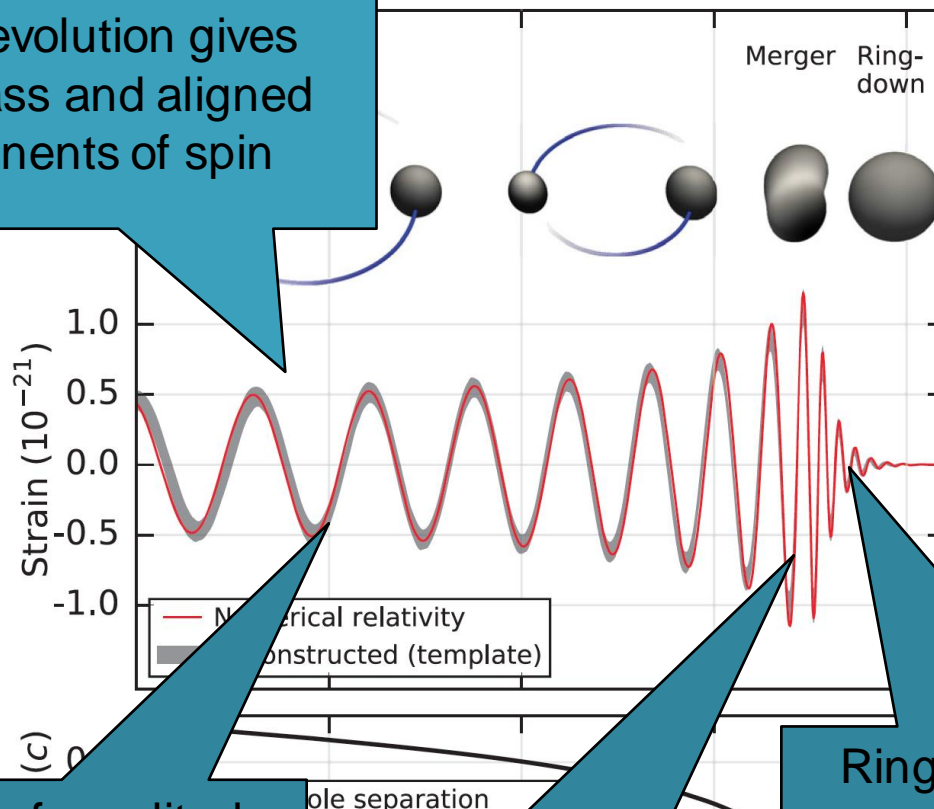 evolution gives
ass and aligned
nents of spin
Merger Ring-
down
1.0
0.5
0.0
-0.5
-1.0
Strain (10⁻²¹)
erical relativity
onstructed (template)
(c)
ole separation
Ring